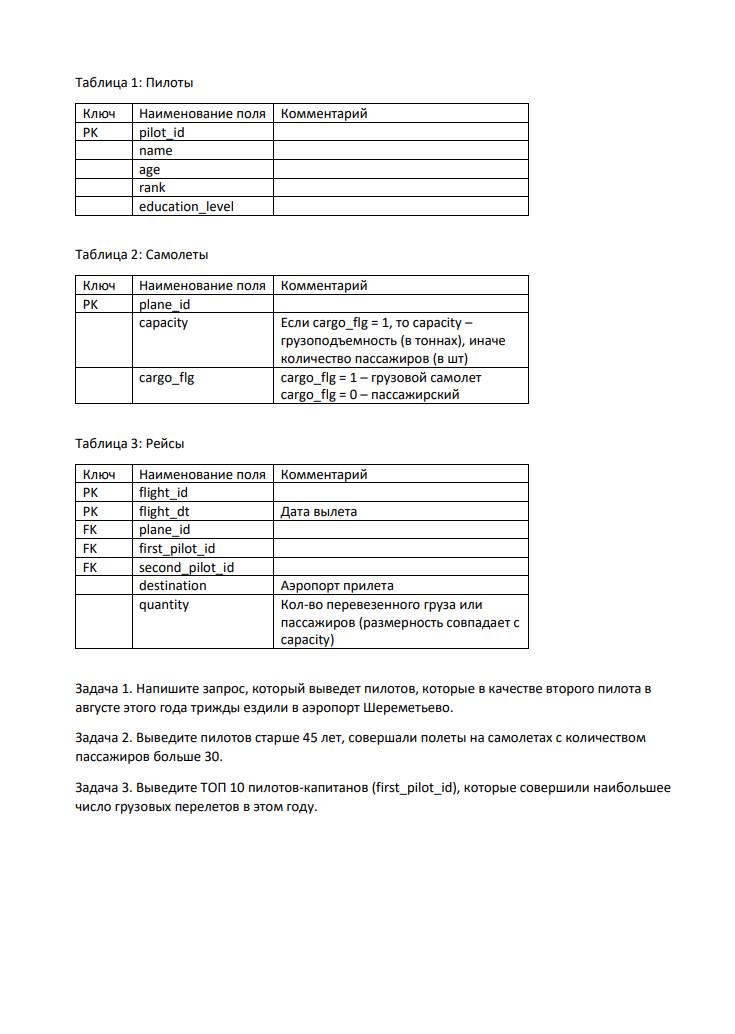 Таблица 1: Пилоты
Ключ Наименование поля Комментарий
PK pilot_id
name
age
rank
education_level
Таблица 2: Самолеты
Ключ Наименование поля Комментарий
PK plane_id
capacity Если cargo_flg = 1, то capacity –
грузоподъемность (в тоннах), иначе
количество пассажиров (в шт)
cargo_flg cargo_flg = 1 – грузовой самолет
cargo_flg = 0 – пассажирский
Таблица 3: Рейсы
Ключ Наименование поля Комментарий
PK flight_id
PK flight_dt Дата вылета
FK plane_id
FK first_pilot_id
FK second_pilot_id
destination Аэропорт прилета
quantity Кол-во перевезенного груза или
пассажиров (размерность совпадает с
capacity)
Задача 1. Напишите запрос, который выведет пилотов, которые в качестве второго пилота в
августе этого года трижды ездили в аэропорт Шереметьево.
Задача 2. Выведите пилотов старше 45 лет, совершали полеты на самолетах с количеством
пассажиров больше 30.
Задача 3. Выведите ТОП 10 пилотов-капитанов (first_pilot_id), которые совершили наибольшее
число грузовых перелетов в этом году.